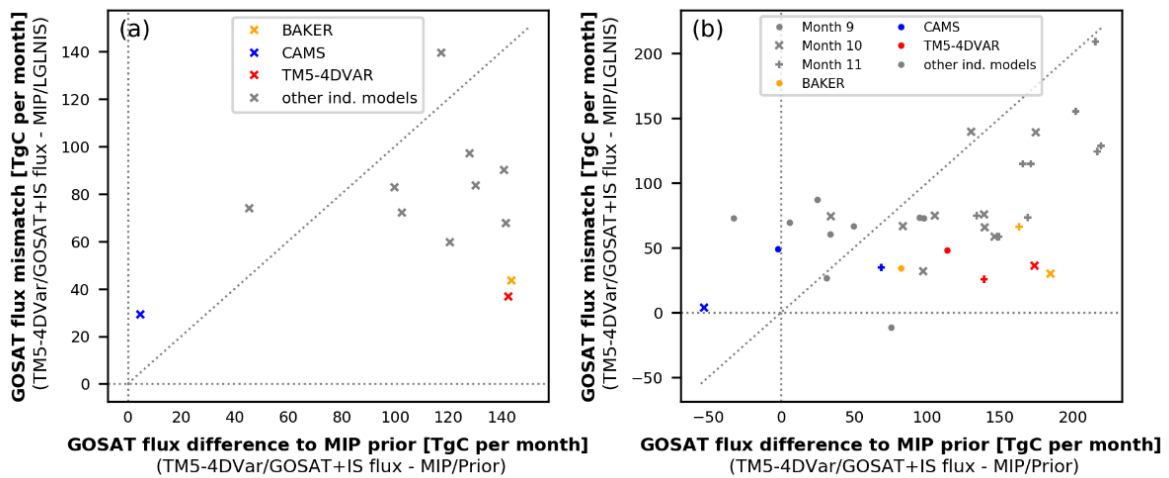 (a)
BAKER
CAMS
TM5-4DVAR
other ind. models
140
120
100
80
60
40
20
0
0 20 40 60 80 100 120 140
GOSAT flux mismatch [TgC per month]
(TM5-4DVar/GOSAT+IS flux - MIP/LGLNIS)
GOSAT flux difference to MIP prior [TgC per month]
(TM5-4DVar/GOSAT+IS flux - MIP/Prior)
(b)
Month 9
Month 10
Month 11
BAKER
CAMS
TM5-4DVAR
other ind. models
200
150
100
50
0
−50
−50 0 50 100 150 200
GOSAT flux mismatch [TgC per month]
(TM5-4DVar/GOSAT+IS flux - MIP/LGLNIS)
GOSAT flux difference to MIP prior [TgC per month]
(TM5-4DVar/GOSAT+IS flux - MIP/Prior)